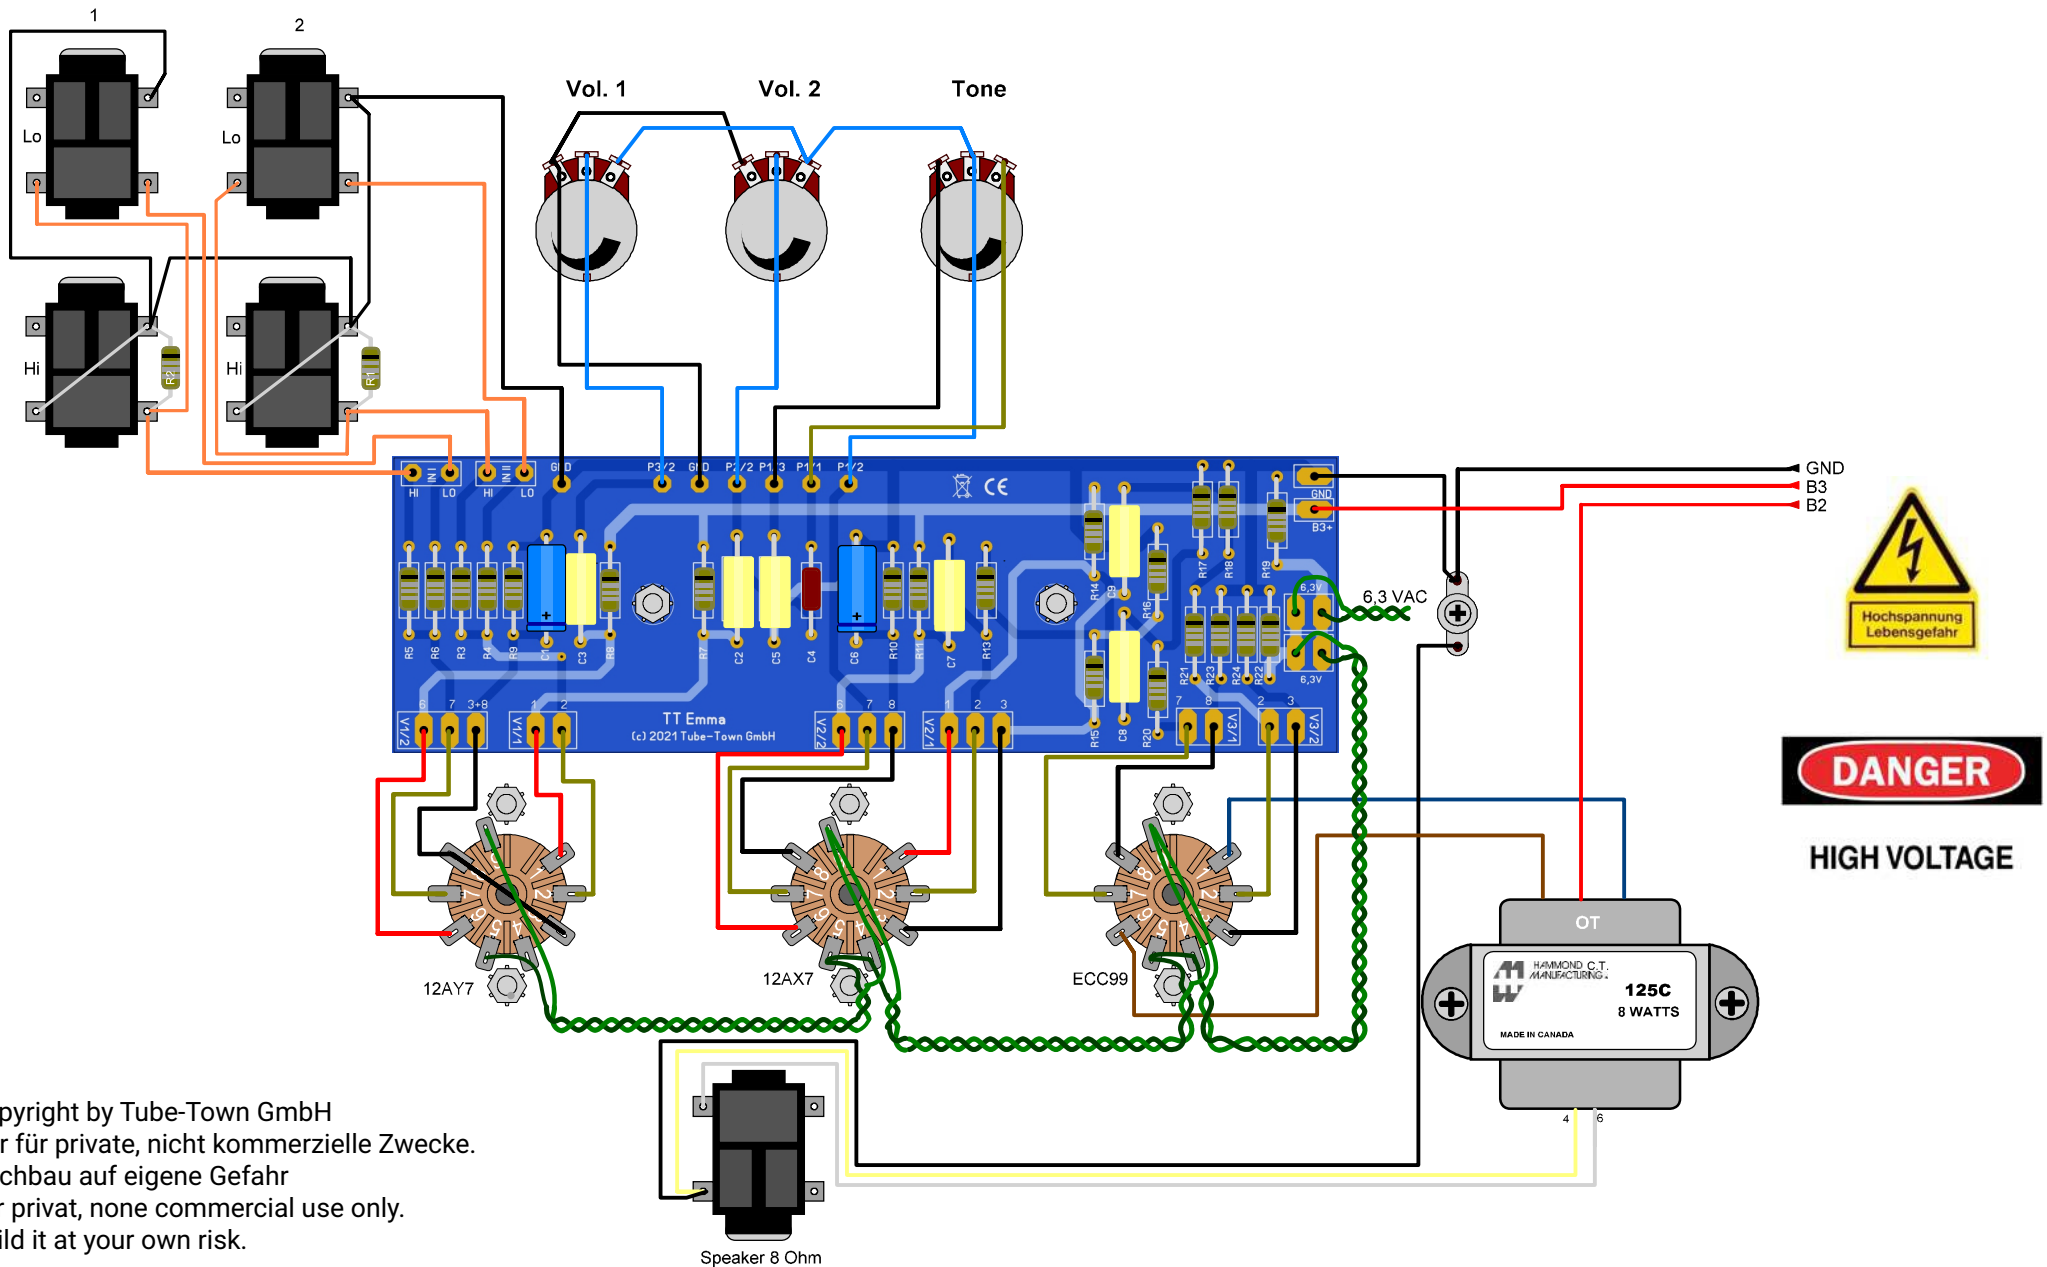 1
2
Vol. 1
Vol. 2
Tone
Lo
Lo
Hi
Hi
R2
R1
GND
P3/2
GND
P2/2
P1/3
P1/1
P1/2
IN I
IN II
HI
LO
HI
LO
CE
GND
B3+
GND
B3
B2
6,3 VAC
6,3V
6,3V
R5
R6
R3
R4
R9
C1
C3
R8
R7
C2
C5
C4
C6
R10
R11
C7
R13
R14
C9
R16
R15
C8
R20
R17
R18
R19
R21
R23
R24
R22
6
7
3+8
1
2
6
7
8
1
2
3
7
8
2
3
V1/2
V1/1
V2/2
V2/1
V3/1
V3/2
TT Emma
(c) 2021 Tube-Town GmbH
Hochspannung
Lebensgefahr
DANGER
HIGH VOLTAGE
12AY7
12AX7
ECC99
OT
HAMMOND C.T.
MANUFACTURING
125C
8 WATTS
MADE IN CANADA
4
6
pyright by Tube-Town GmbH
r für private, nicht kommerzielle Zwecke.
chbau auf eigene Gefahr
r privat, none commercial use only.
ild it at your own risk.
Speaker 8 Ohm